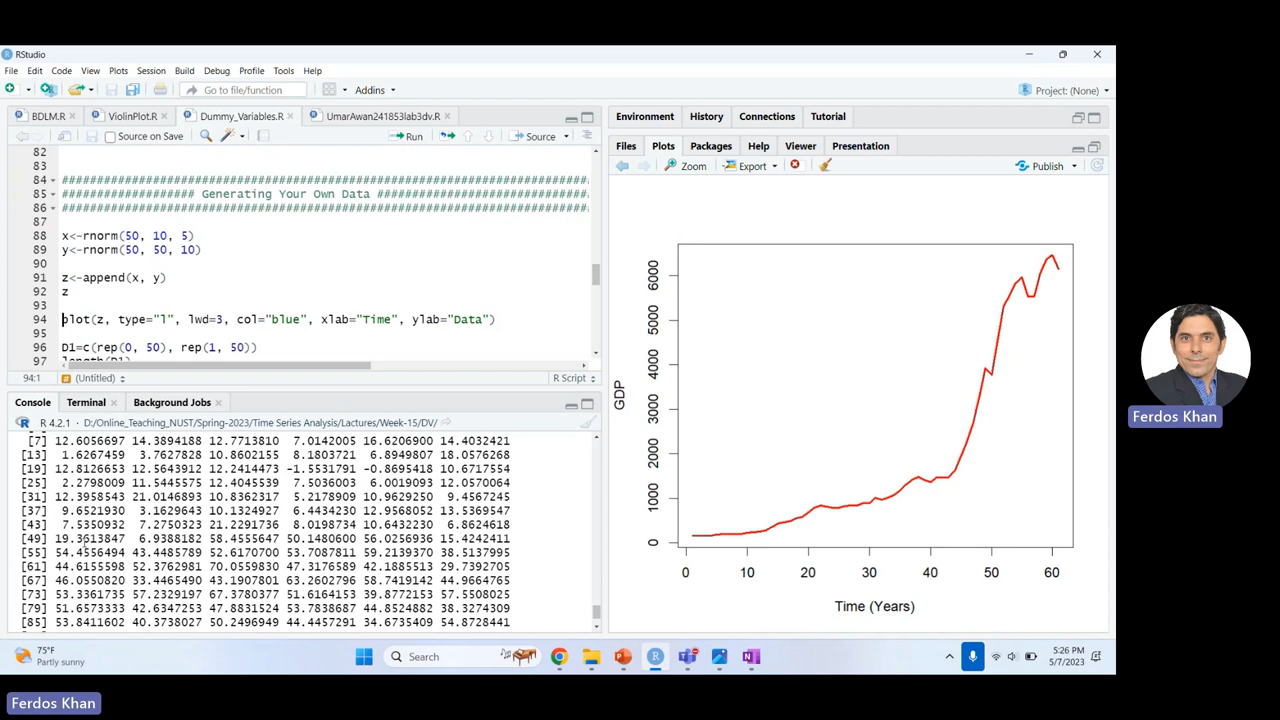 RStudio
File Edit Code View Plots Session Build Debug Profile Tools Help
Go to file/function Addins Project: (None)
BDLM.R ViolinPlot.R Dummy_Variables.R UmarAwan241853lab3dv.R
Source on Save Run Source
82
83
84 ###########################################################################
85 ################### Generating Your Own Data ##############################
86 ###########################################################################
87
88 x<-rnorm(50, 10, 5)
89 y<-rnorm(50, 50, 10)
90
91 z<-append(x, y)
92 z
93
94 plot(z, type="l", lwd=3, col="blue", xlab="Time", ylab="Data")
95
96 D1=c(rep(0, 50), rep(1, 50))
97 length(D1)
94:1 (Untitled) R Script
Console Terminal Background Jobs
R 4.2.1 · D:/Online_Teaching_NUST/Spring-2023/Time Series Analysis/Lactures/Week-15/DV/
[7] 12.6056697 14.3894188 12.7713810 7.0142005 16.6206900 14.4032421
[13] 1.6267459 3.7627828 10.8602155 8.1803721 6.8949807 18.0576268
[19] 12.8126653 12.5643912 12.2414473 -1.5531791 -0.8695418 10.6717554
[25] 2.2798009 11.5445575 12.4045539 7.5036003 6.0019093 12.0570064
[31] 12.3958543 21.0146893 10.8362317 5.2178909 10.9629250 9.4567245
[37] 9.6521930 3.1629643 10.1324927 6.4434230 12.9568052 13.5369547
[43] 7.5350932 7.2750323 21.2291736 8.0198734 10.6432230 6.8624618
[49] 19.3613847 6.9388182 58.4555647 50.1480600 56.0256936 15.4242411
[55] 54.4556494 43.4485789 52.6170700 53.7087811 59.2139370 38.5137995
[61] 44.6155598 52.3762981 70.0559830 47.3176589 42.1885513 29.7392705
[67] 46.0550820 33.4465490 43.1907801 63.2602796 58.7419142 44.9664765
[73] 53.3361735 57.2329197 67.3780377 51.6164153 39.8772153 57.5508025
[79] 51.6573333 42.6347253 47.8831524 53.7838687 44.8524882 38.3274309
[85] 53.8411602 40.3738027 50.2496949 44.4457291 34.6735409 54.8728441
Environment History Connections Tutorial
Files Plots Packages Help Viewer Presentation
Zoom Export Publish
GDP
6000
5000
4000
3000
2000
1000
0
0 10 20 30 40 50 60
Time (Years)
75°F
Partly sunny
Search
5:26 PM
5/7/2023
Ferdos Khan
Ferdos Khan